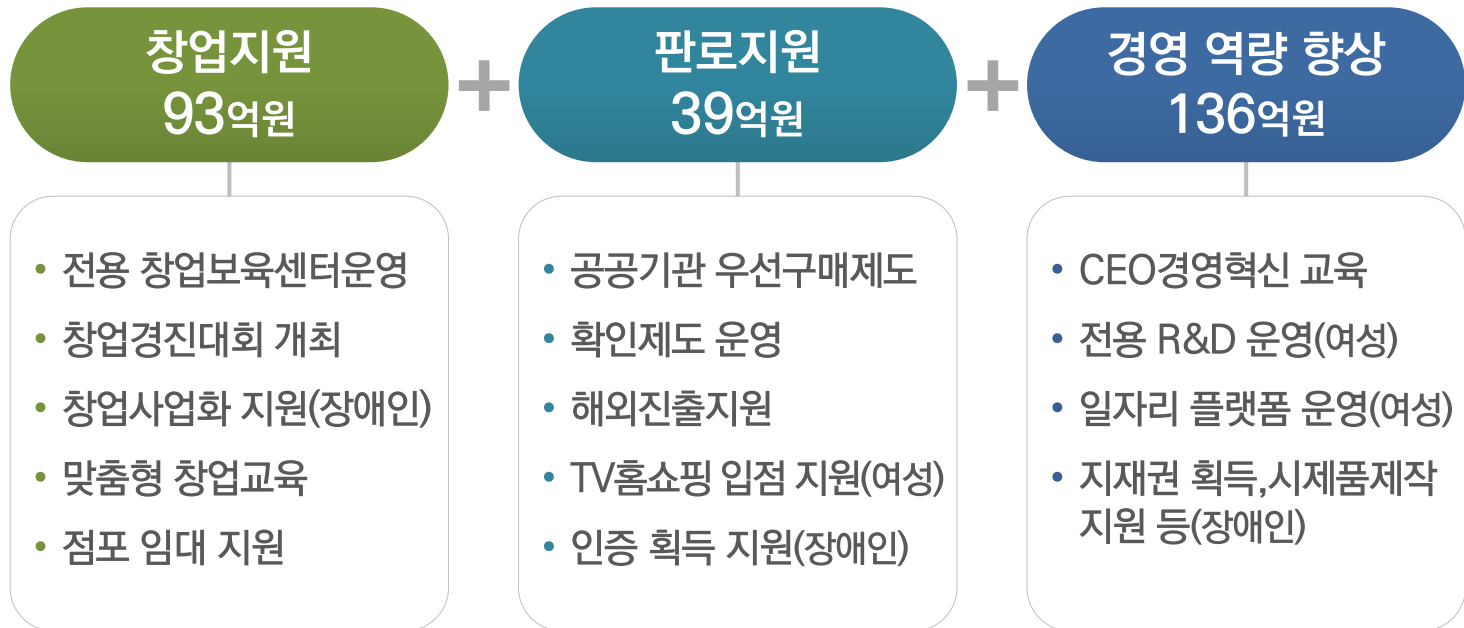 창업지원
93억원
+
판로지원
39억원
+
경영 역량 향상
136억원
• 전용 창업보육센터운영
• 창업경진대회 개최
• 창업사업화 지원(장애인)
• 맞춤형 창업교육
• 점포 임대 지원
• 공공기관 우선구매제도
• 확인제도 운영
• 해외진출지원
• TV홈쇼핑 입점 지원(여성)
• 인증 획득 지원(장애인)
• CEO경영혁신 교육
• 전용 R&D 운영(여성)
• 일자리 플랫폼 운영(여성)
• 지재권 획득,시제품제작
지원 등(장애인)